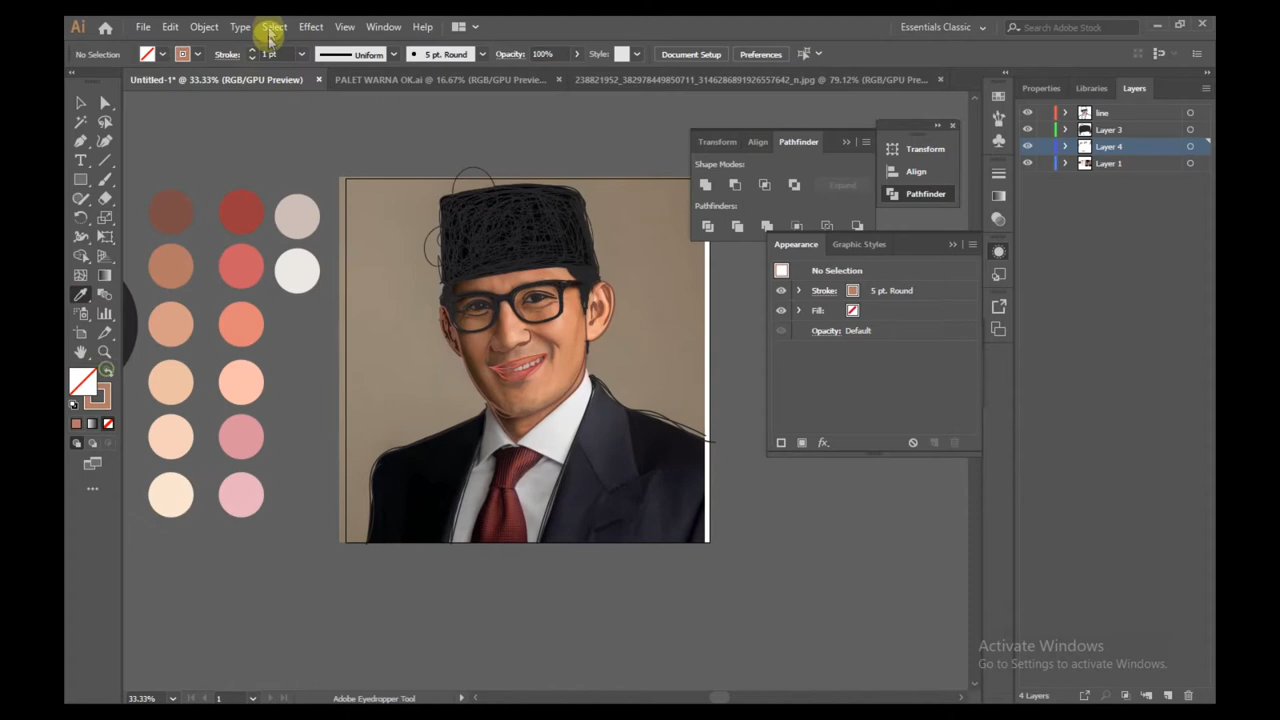 Ai File Edit Object Type Select Effect View Window Help Essentials Classic Search Adobe Stock
No Selection Stroke: 1 pt Uniform 5 pt. Round Opacity: 100% Style: Document Setup Preferences
Untitled-1* @ 33.33% (RGB/GPU Preview) × PALET WARNA OK.ai @ 16.67% (RGB/GPU Previe... × 238821952_382978449850711_3146286891926557642_n.jpg @ 79.12% (RGB/GPU Pre... ×
Properties Libraries Layers
line
Layer 3
Layer 4
Layer 1
Transform Align Pathfinder
Shape Modes:
Expand
Pathfinders:
Transform
Align
Pathfinder
Appearance Graphic Styles
No Selection
Stroke: 5 pt. Round
Fill:
Opacity: Default
fx
Activate Windows
Go to Settings to activate Windows.
33.33% 1 Adobe Eyedropper Tool 4 Layers